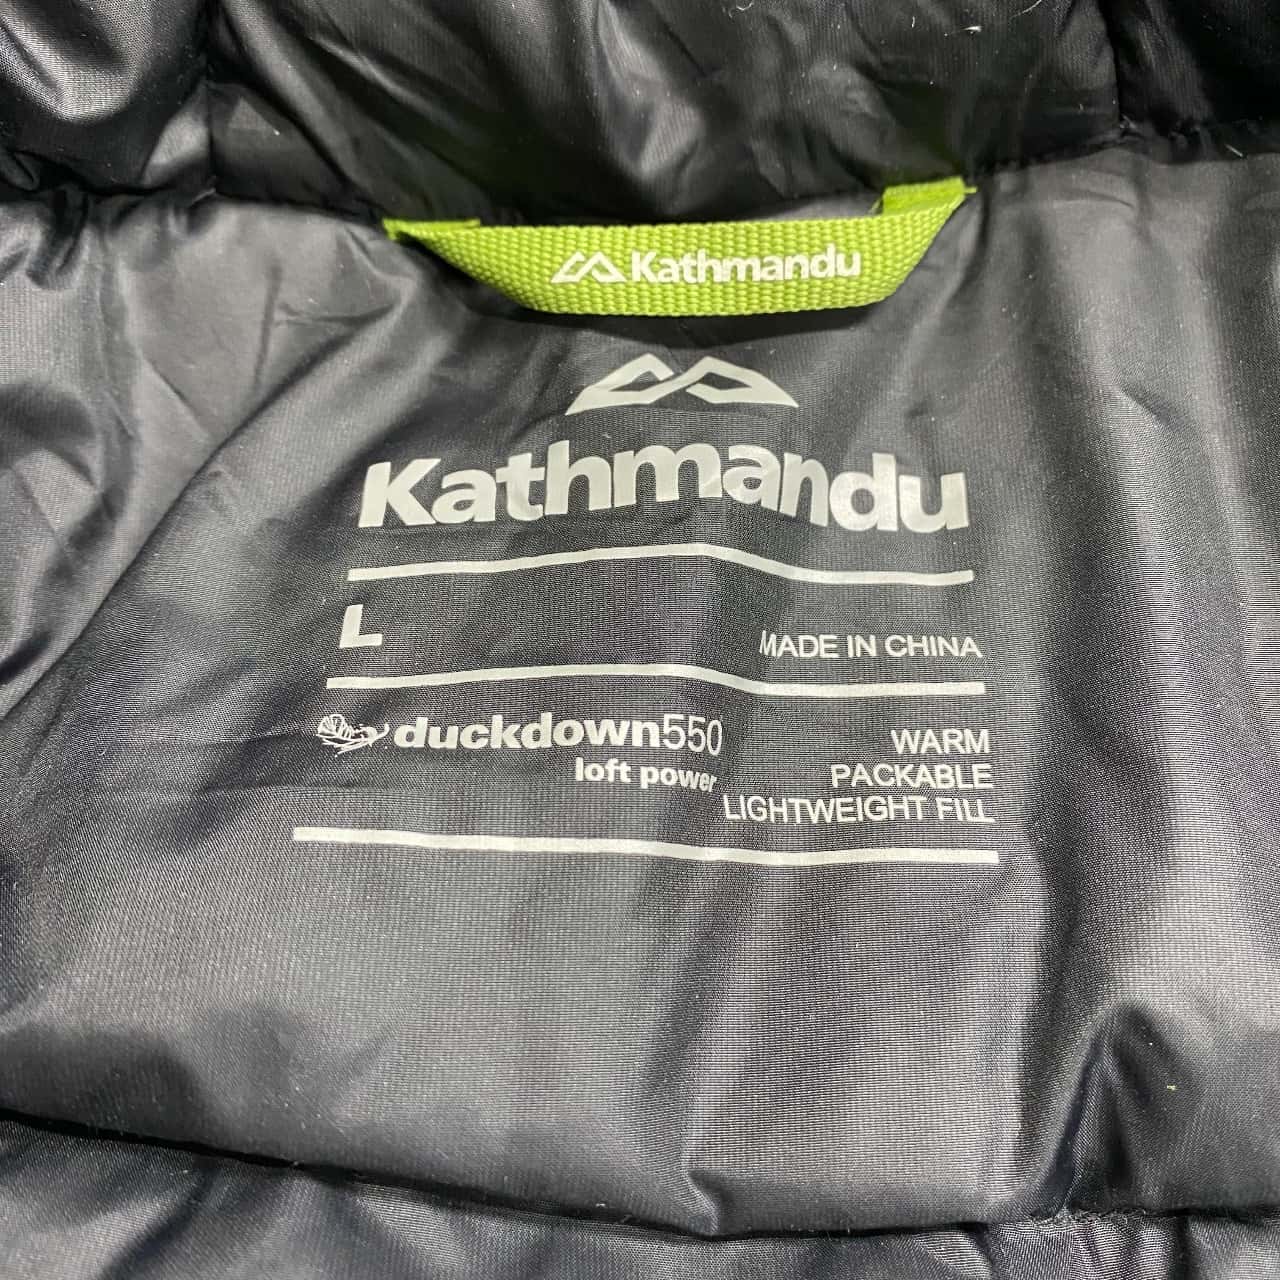 Kathmandu
Kathmandu
L
MADE IN CHINA
duckdown550
loft power
WARM
PACKABLE
LIGHTWEIGHT FILL